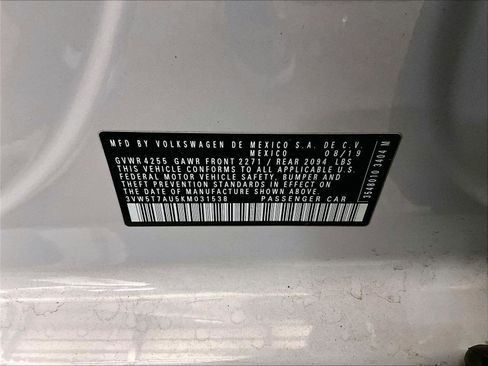 MFD BY VOLKSWAGEN DE MEXICO S.A. DE C.V.
MEXICO 08/19
GVWR 4255 GAWR FRONT 2271 / REAR 2094 LBS
THIS VEHICLE CONFORMS TO ALL APPLICABLE U.S.
FEDERAL MOTOR VEHICLE SAFETY, BUMPER AND
THEFT PREVENTION STANDARDS IN EFFECT ON THE
DATE OF MANUFACTURE SHOWN ABOVE.
3VW5T7AU5KM031538 PASSENGER CAR
3548010 3404 M